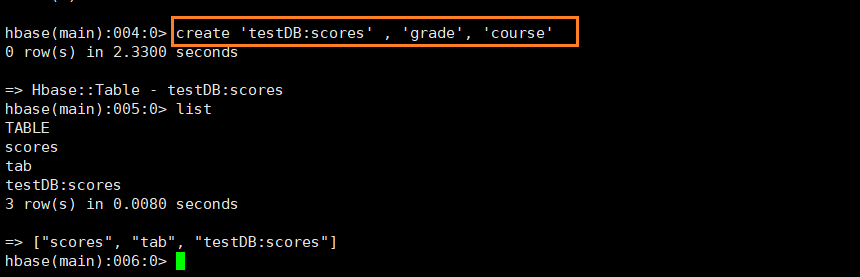 hbase(main):004:0> create 'testDB:scores' , 'grade', 'course'
0 row(s) in 2.3300 seconds
=> Hbase::Table - testDB:scores
hbase(main):005:0> list
TABLE
scores
tab
testDB:scores
3 row(s) in 0.0080 seconds
=> ["scores", "tab", "testDB:scores"]
hbase(main):006:0>